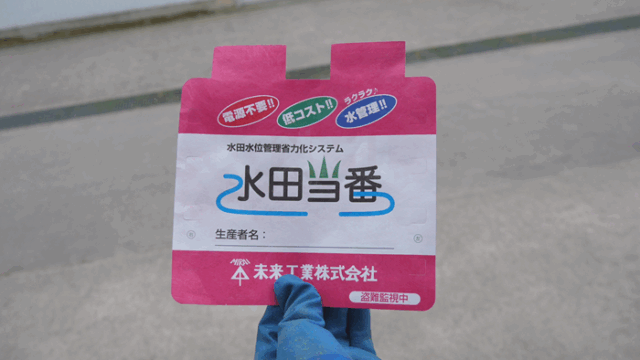 電源不要!!
低コスト!!
ラクラク♪
水管理!!
水田水位管理省力化システム
水田当番
生産者名：
未来工業株式会社
盗難監視中